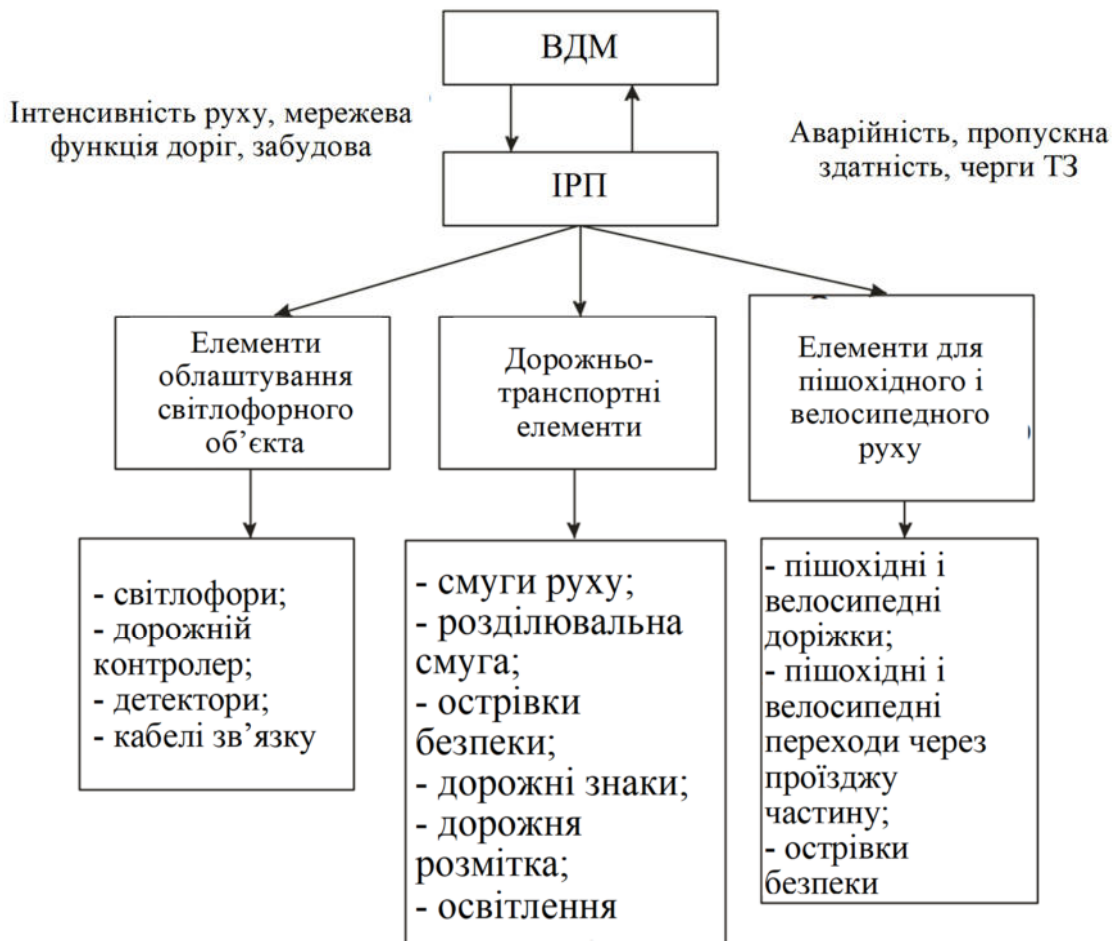 ВДМ
Інтенсивність руху, мережева
функція доріг, забудова
Аварійність, пропускна
здатність, черги ТЗ
ІРП
Елементи
облаштування
світлофорного
об’єкта
Дорожньо-
транспортні
елементи
Елементи для
пішохідного і
велосипедного
руху
- світлофори;
- дорожній
контролер;
- детектори;
- кабелі зв’язку
- смуги руху;
- розділювальна
смуга;
- острівки
безпеки;
- дорожні знаки;
- дорожня
розмітка;
- освітлення
- пішохідні і
велосипедні
доріжки;
- пішохідні і
велосипедні
переходи через
проїзджу
частину;
- острівки
безпеки